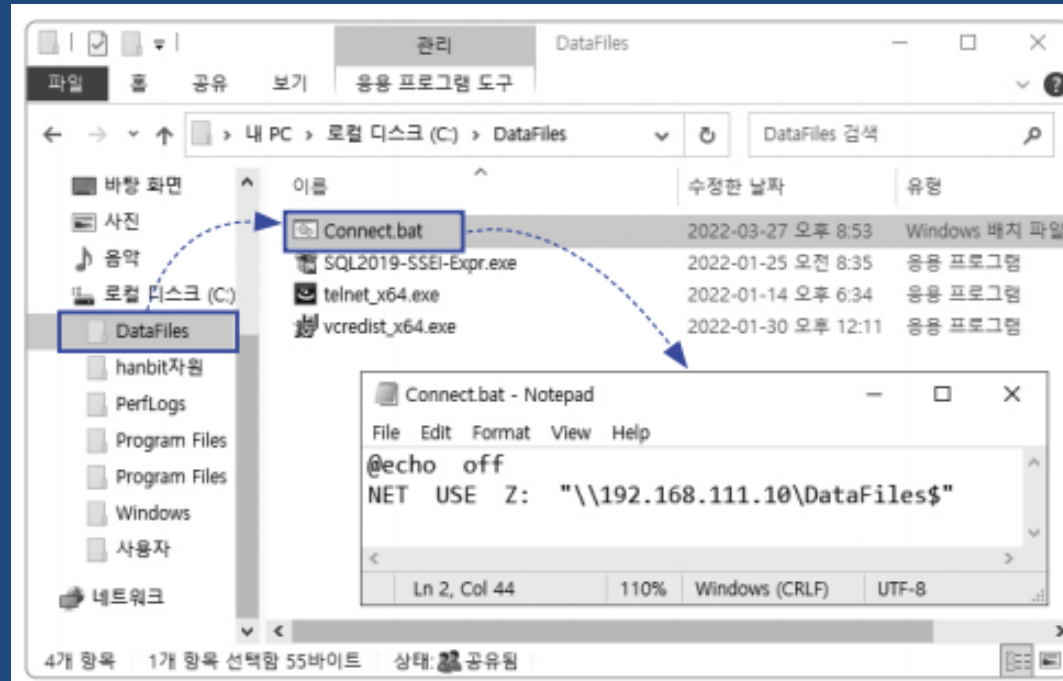 관리 DataFiles
파일 홈 공유 보기 응용 프로그램 도구
내 PC > 로컬 디스크 (C:) > DataFiles DataFiles 검색
바탕 화면
사진
음악
로컬 디스크 (C:)
DataFiles
hanbit자원
PerfLogs
Program Files
Program Files
Windows
사용자
네트워크
이름 수정한 날짜 유형
Connect.bat 2022-03-27 오후 8:53 Windows 배치 파일
SQL2019-SSEI-Expr.exe 2022-01-25 오전 8:35 응용 프로그램
telnet_x64.exe 2022-01-14 오후 6:34 응용 프로그램
vcredist_x64.exe 2022-01-30 오후 12:11 응용 프로그램
Connect.bat - Notepad
File Edit Format View Help
@echo off
NET USE Z: "\\192.168.111.10\DataFiles$"
Ln 2, Col 44 110% Windows (CRLF) UTF-8
4개 항목 1개 항목 선택함 55바이트 상태: 공유됨